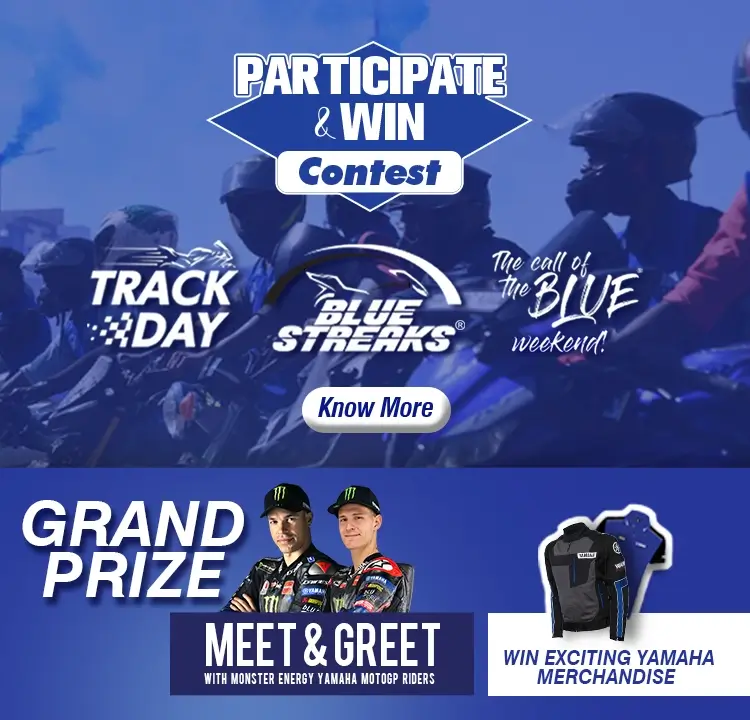 PARTICIPATE
& WIN
Contest
TRACK
DAY
BLUE
STREAKS®
The call of
the BLUE
weekend!
Know More
GRAND
PRIZE
MEET & GREET
WITH MONSTER ENERGY YAMAHA MOTOGP RIDERS
YAMAHA
WIN EXCITING YAMAHA
MERCHANDISE